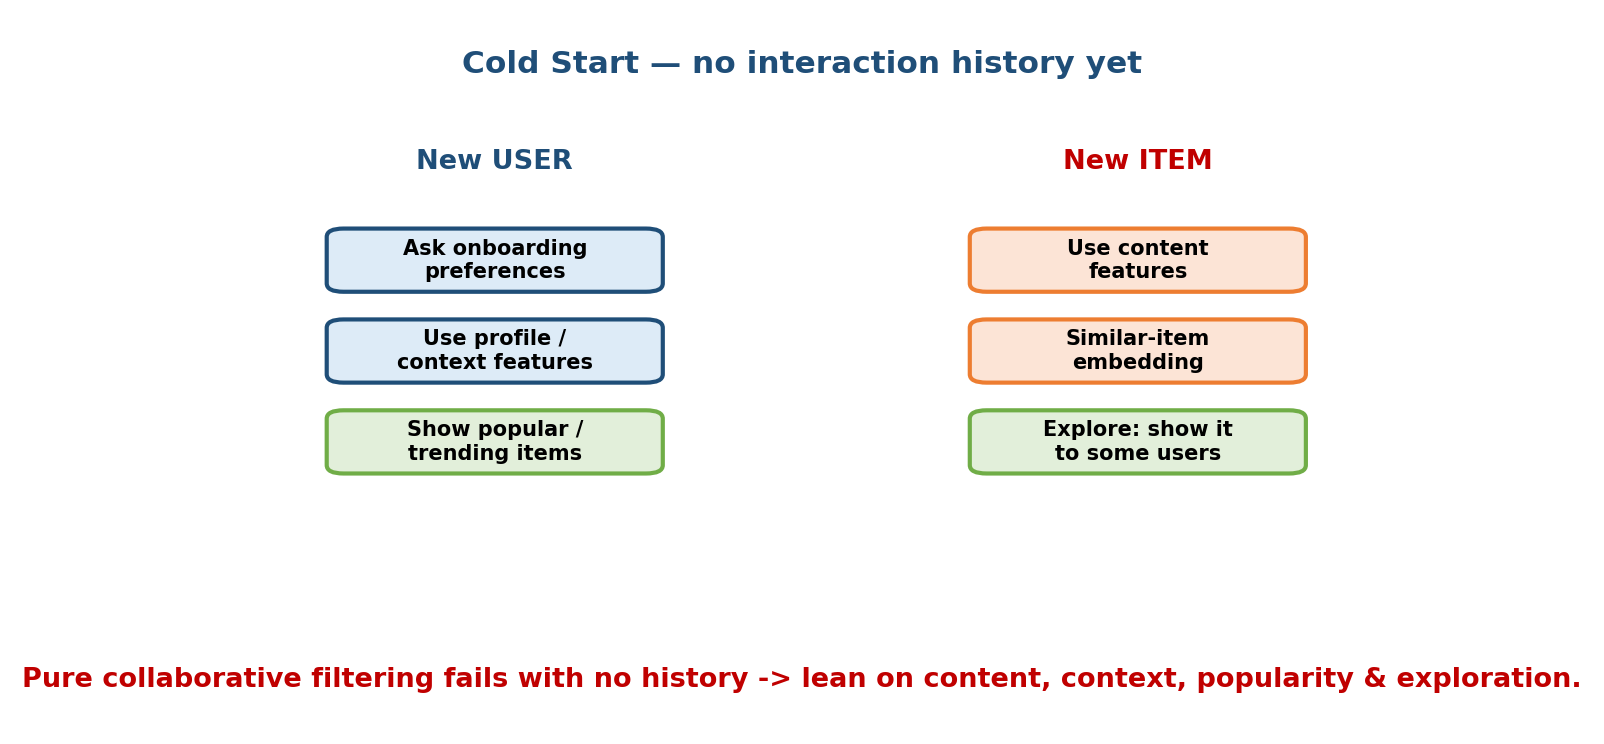 Cold Start — no interaction history yet
New USER
Ask onboarding
preferences
Use profile /
context features
Show popular /
trending items
New ITEM
Use content
features
Similar-item
embedding
Explore: show it
to some users
Pure collaborative filtering fails with no history -> lean on content, context, popularity & exploration.